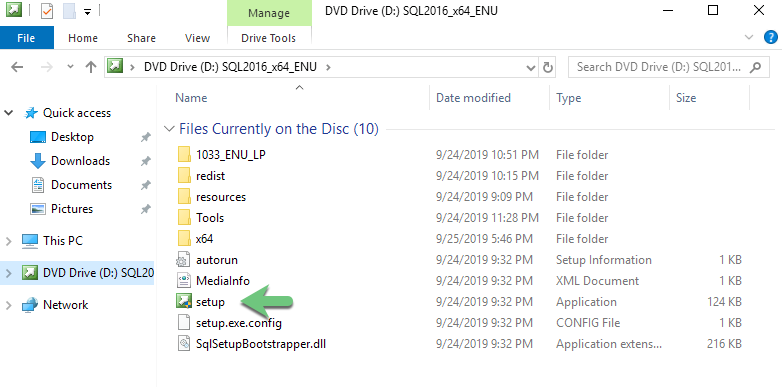 Manage DVD Drive (D:) SQL2016_x64_ENU
File Home Share View Drive Tools
DVD Drive (D:) SQL2016_x64_ENU Search DVD Drive (D:) SQL201...
Name Date modified Type Size
Quick access
Desktop
Downloads
Documents
Pictures
This PC
DVD Drive (D:) SQL20
Network
Files Currently on the Disc (10)
1033_ENU_LP 9/24/2019 10:51 PM File folder
redist 9/24/2019 10:15 PM File folder
resources 9/24/2019 9:09 PM File folder
Tools 9/24/2019 11:28 PM File folder
x64 9/25/2019 5:46 PM File folder
autorun 9/24/2019 9:32 PM Setup Information 1 KB
MediaInfo 9/24/2019 9:32 PM XML Document 1 KB
setup 9/24/2019 9:32 PM Application 124 KB
setup.exe.config 9/24/2019 9:32 PM CONFIG File 1 KB
SqlSetupBootstrapper.dll 9/24/2019 9:32 PM Application extens... 216 KB